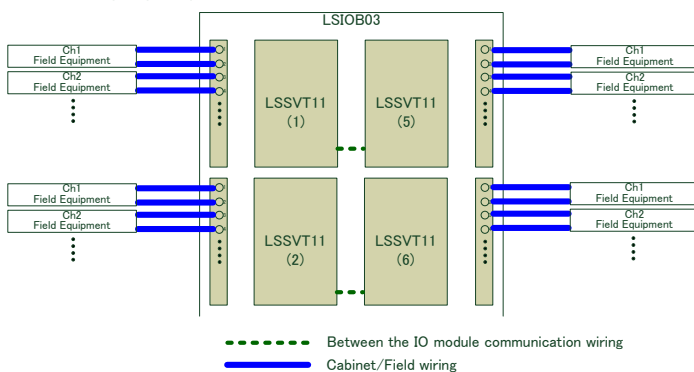 LSIOB03
Ch1
Field Equipment
Ch2
Field Equipment
LSSVT11
(1)
LSSVT11
(5)
Ch1
Field Equipment
Ch2
Field Equipment
Ch1
Field Equipment
Ch2
Field Equipment
LSSVT11
(2)
LSSVT11
(6)
Ch1
Field Equipment
Ch2
Field Equipment
Between the IO module communication wiring
Cabinet/Field wiring